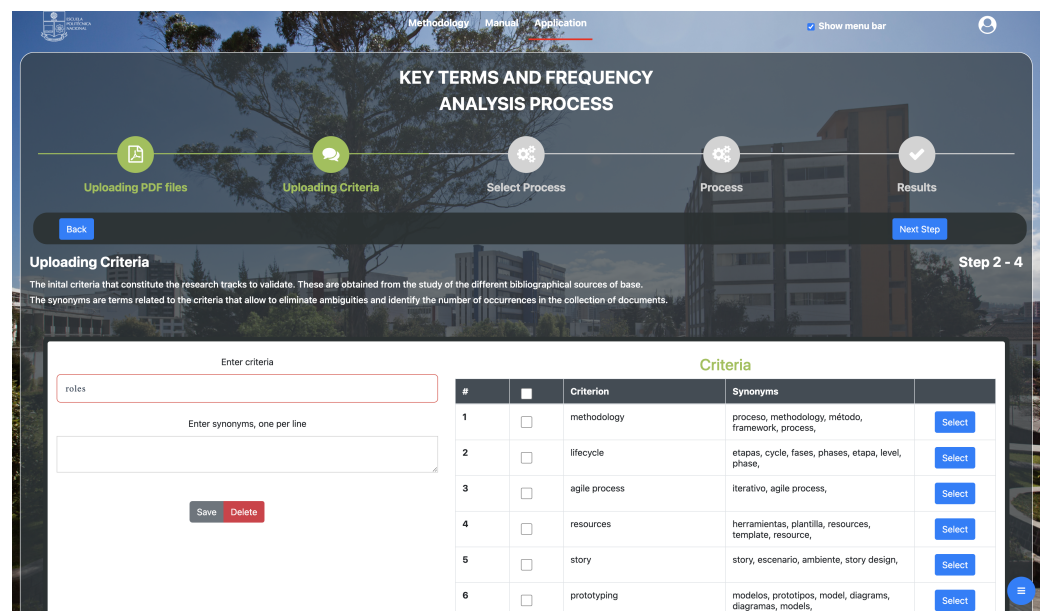 ESCUELA
POLITÉCNICA
NACIONAL
Methodology Manual Application
Show menu bar
KEY TERMS AND FREQUENCY
ANALYSIS PROCESS
Uploading PDF files Uploading Criteria Select Process Process Results
Back Next Step
Uploading Criteria Step 2 - 4
The inital criteria that constitute the research tracks to validate. These are obtained from the study of the different bibliographical sources of base.
The synonyms are terms related to the criteria that allow to eliminate ambiguities and identify the number of occurrences in the collection of documents.
Enter criteria
roles
Enter synonyms, one per line
Save Delete
Criteria
# Criterion Synonyms
1 methodology proceso, methodology, método,
framework, process, Select
2 lifecycle etapas, cycle, fases, phases, etapa, level,
phase, Select
3 agile process iterativo, agile process, Select
4 resources herramientas, plantilla, resources,
template, resource, Select
5 story story, escenario, ambiente, story design, Select
6 prototyping modelos, prototipos, model, diagrams,
diagramas, models, Select